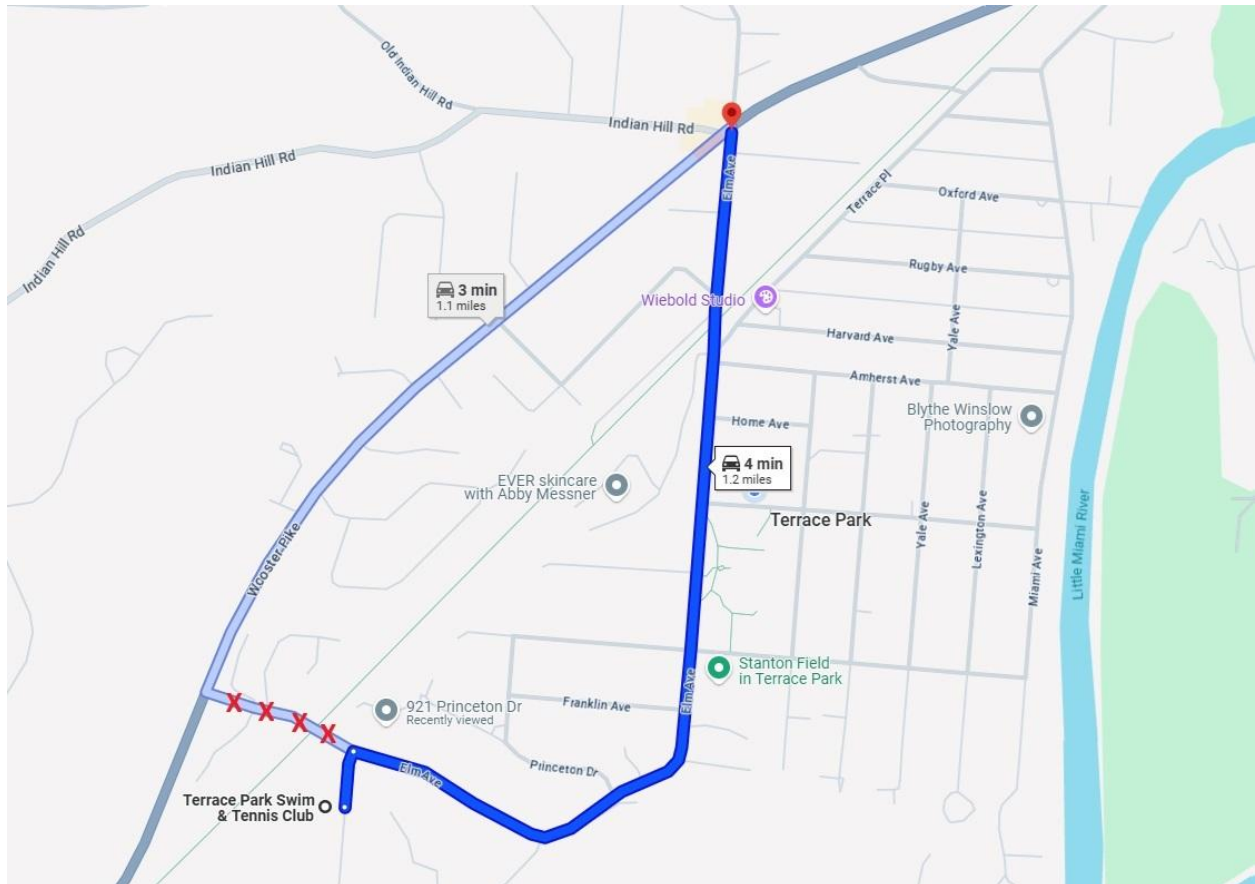 Old Indian Hill Rd
Indian Hill Rd
Indian Hill Rd
Indian Hill Rd
Elm Ave
Terrace Pl
Oxford Ave
Rugby Ave
Yale Ave
Harvard Ave
Amherst Ave
Wiebold Studio
3 min
1.1 miles
Home Ave
Blythe Winslow
Photography
4 min
1.2 miles
EVER skincare
with Abby Messner
Terrace Park
Yale Ave
Lexington Ave
Miami Ave
Little Miami River
Wcoster Pike
Stanton Field
in Terrace Park
Elm Ave
Franklin Ave
921 Princeton Dr
Recently viewed
X X X X
Princeton Dr
Elm Ave
Terrace Park Swim
& Tennis Club